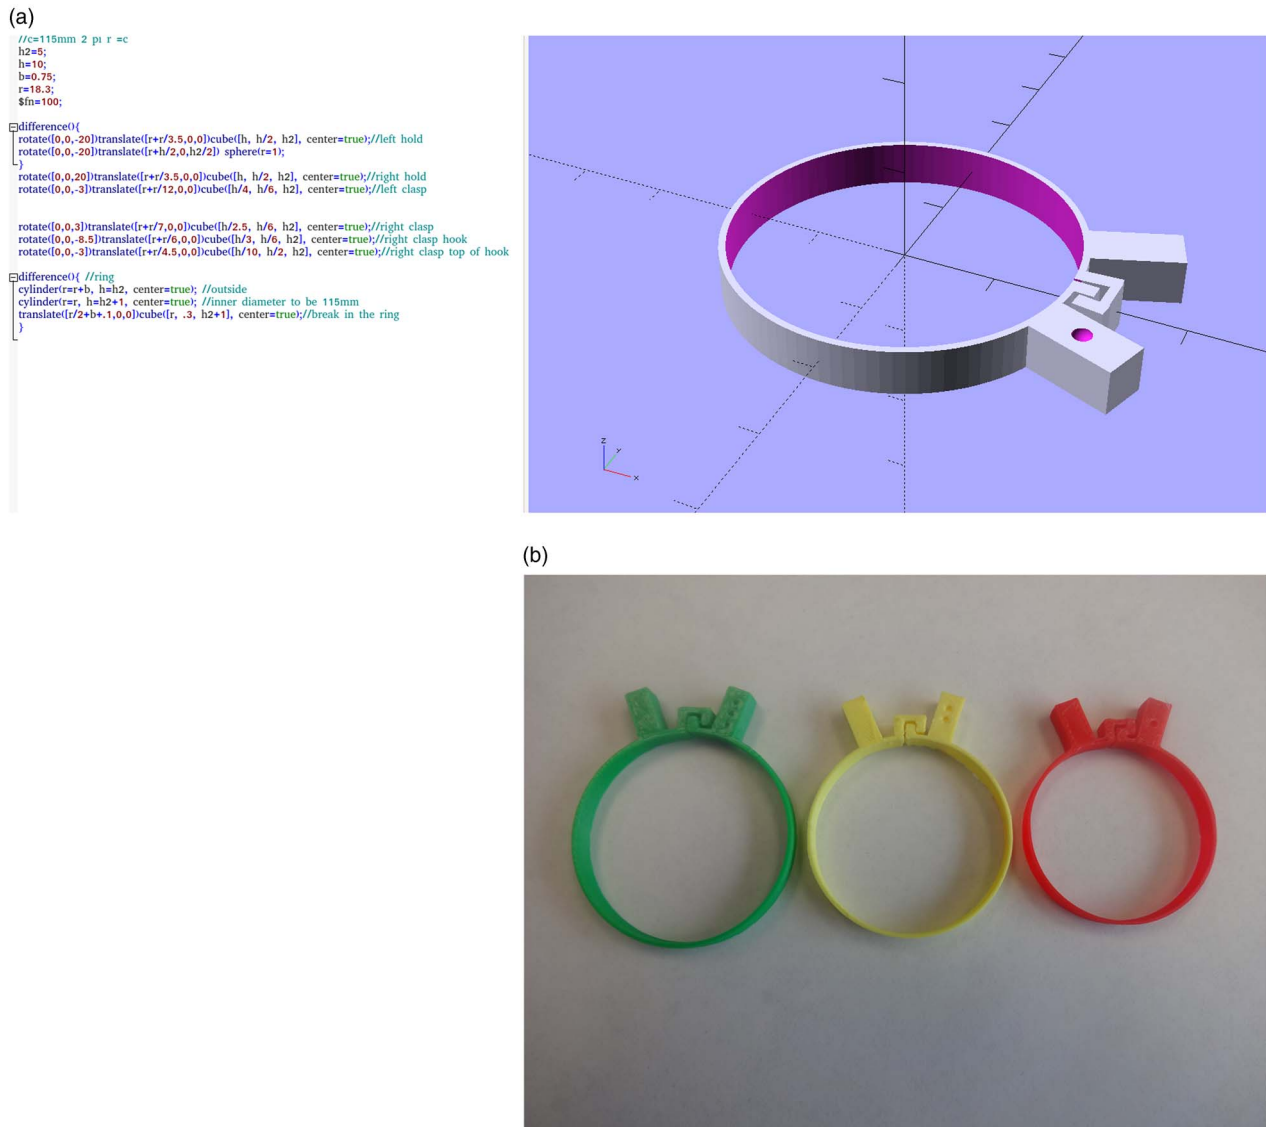 (a)
//c=115mm 2 pi r =c
h2=5;
h=10;
b=0.75;
r=18.3;
$fn=100;
difference(){
rotate([0,0,-20])translate([r+r/3.5,0,0])cube([h, h/2, h2], center=true);//left hold
rotate([0,0,-20])translate([r+h/2,0,h2/2]) sphere(r=1);
}
rotate([0,0,20])translate([r+r/3.5,0,0])cube([h, h/2, h2], center=true);//right hold
rotate([0,0,-3])translate([r+r/12,0,0])cube([h/4, h/6, h2], center=true);//left clasp
rotate([0,0,3])translate([r+r/7,0,0])cube([h/2.5, h/6, h2], center=true);//right clasp
rotate([0,0,-8.5])translate([r+r/6,0,0])cube([h/3, h/6, h2], center=true);//right clasp hook
rotate([0,0,-3])translate([r+r/4.5,0,0])cube([h/10, h/2, h2], center=true);//right clasp top of hook
difference(){ //ring
cylinder(r=r+b, h=h2, center=true); //outside
cylinder(r=r, h=h2+1, center=true); //inner diameter to be 115mm
translate([r/2+b+.1,0,0])cube([r, .3, h2+1], center=true);//break in the ring
}
z
y
x
(b)